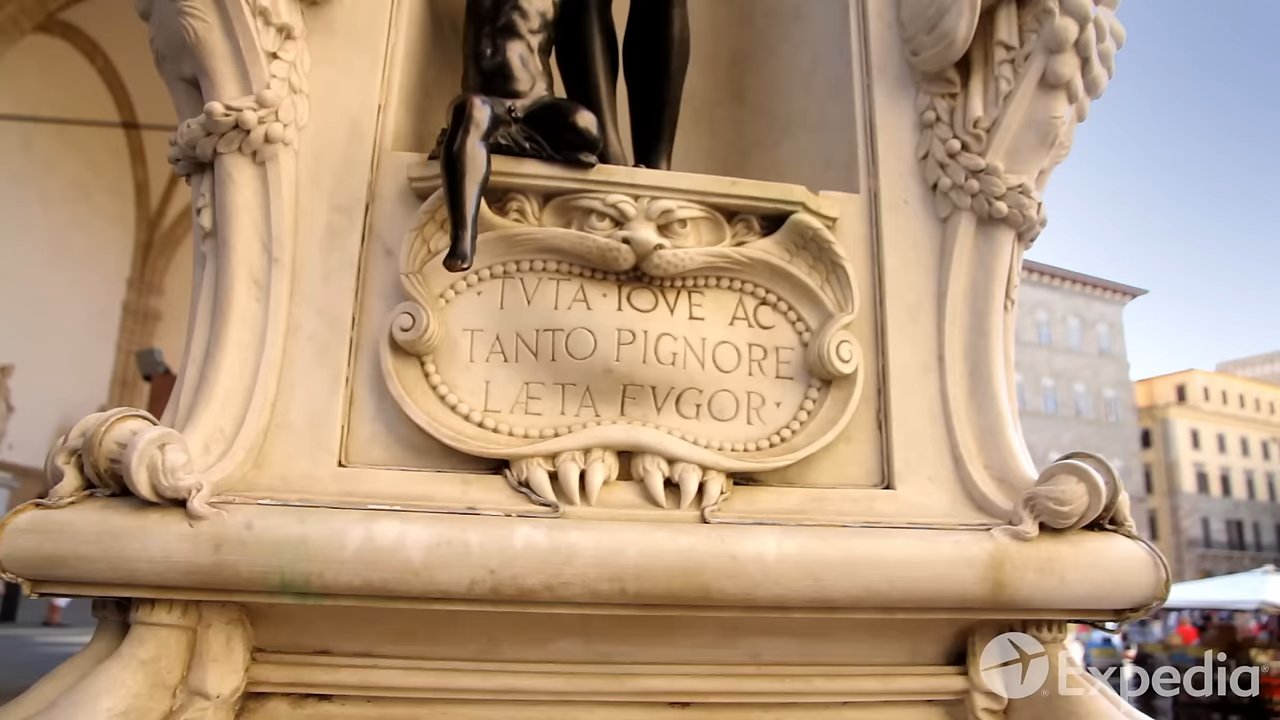 · TVTA · IOVE AC
TANTO PIGNORE
LÆTA FVGOR ·
Expedia®